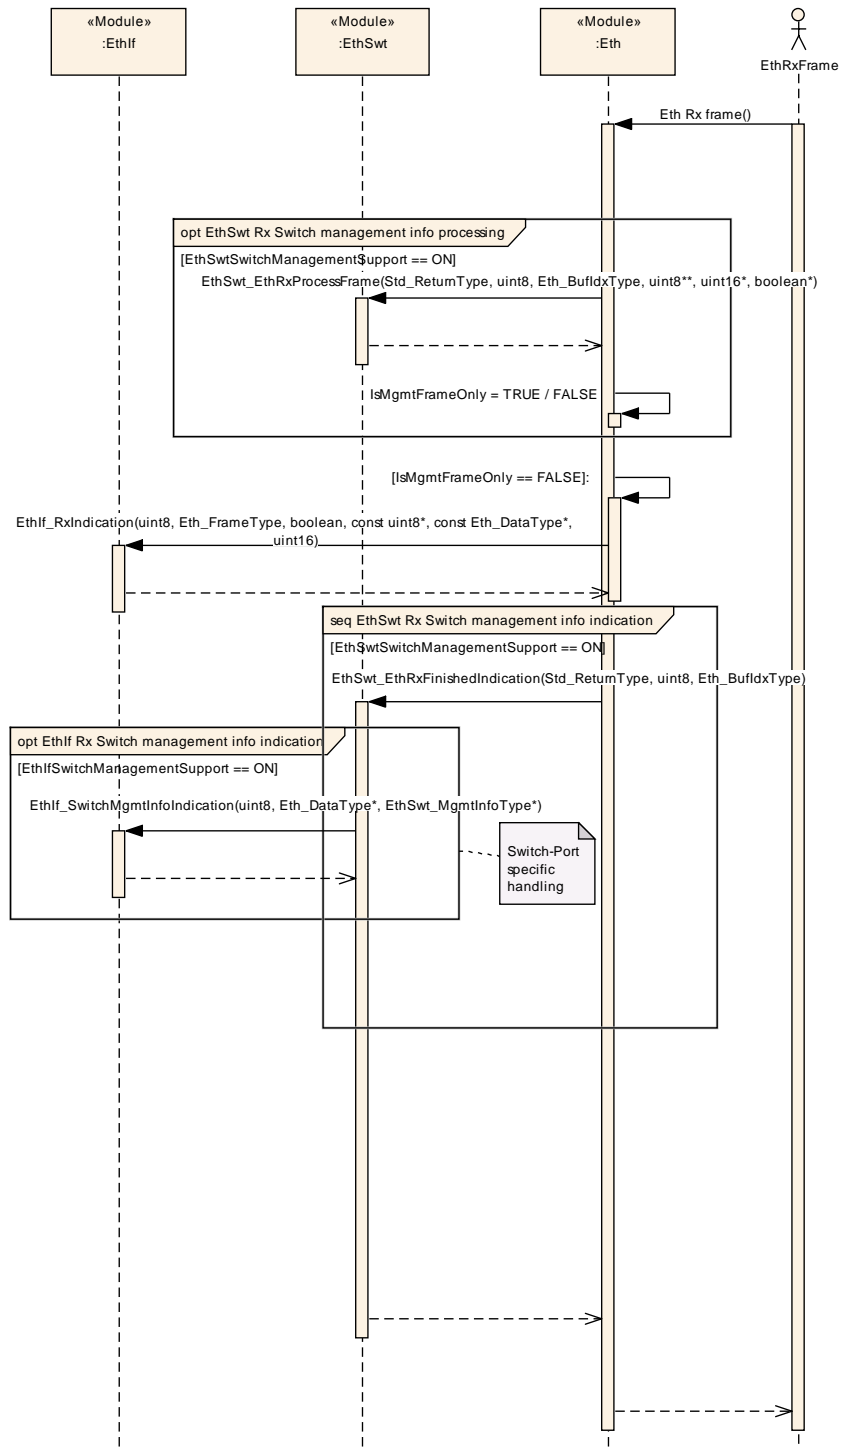 «Module»
:EthIf
«Module»
:EthSwt
«Module»
:Eth
EthRxFrame
Eth Rx frame()
opt EthSwt Rx Switch management info processing
[EthSwtSwitchManagementSupport == ON]
EthSwt_EthRxProcessFrame(Std_ReturnType, uint8, Eth_BufIdxType, uint8**, uint16*, boolean*)
IsMgmtFrameOnly = TRUE / FALSE
[IsMgmtFrameOnly == FALSE]:
EthIf_RxIndication(uint8, Eth_FrameType, boolean, const uint8*, const Eth_DataType*,
uint16)
seq EthSwt Rx Switch management info indication
[EthSwtSwitchManagementSupport == ON]
EthSwt_EthRxFinishedIndication(Std_ReturnType, uint8, Eth_BufIdxType)
opt EthIf Rx Switch management info indication
[EthIfSwitchManagementSupport == ON]
EthIf_SwitchMgmtInfoIndication(uint8, Eth_DataType*, EthSwt_MgmtInfoType*)
Switch-Port
specific
handling